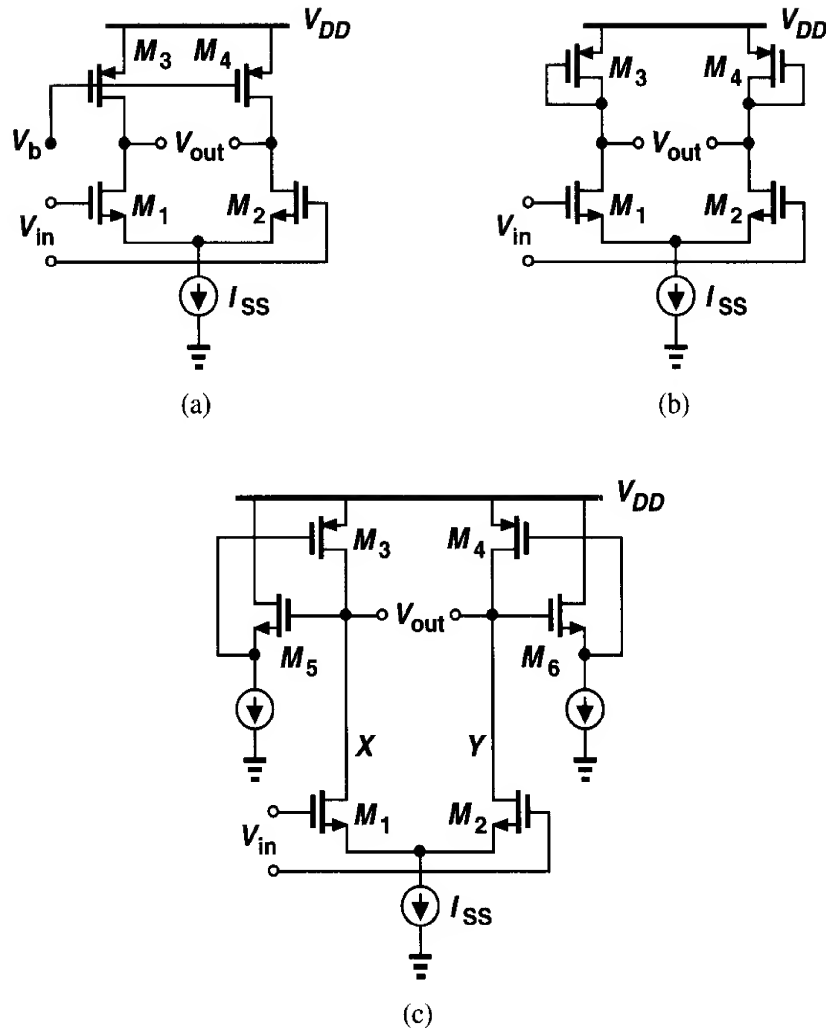 V_DD
M_3 M_4
V_b
V_out
M_1 M_2
V_in
I_SS
(a)
V_DD
M_3 M_4
V_out
M_1 M_2
V_in
I_SS
(b)
V_DD
M_3 M_4
V_out
M_5 M_6
X Y
M_1 M_2
V_in
I_SS
(c)